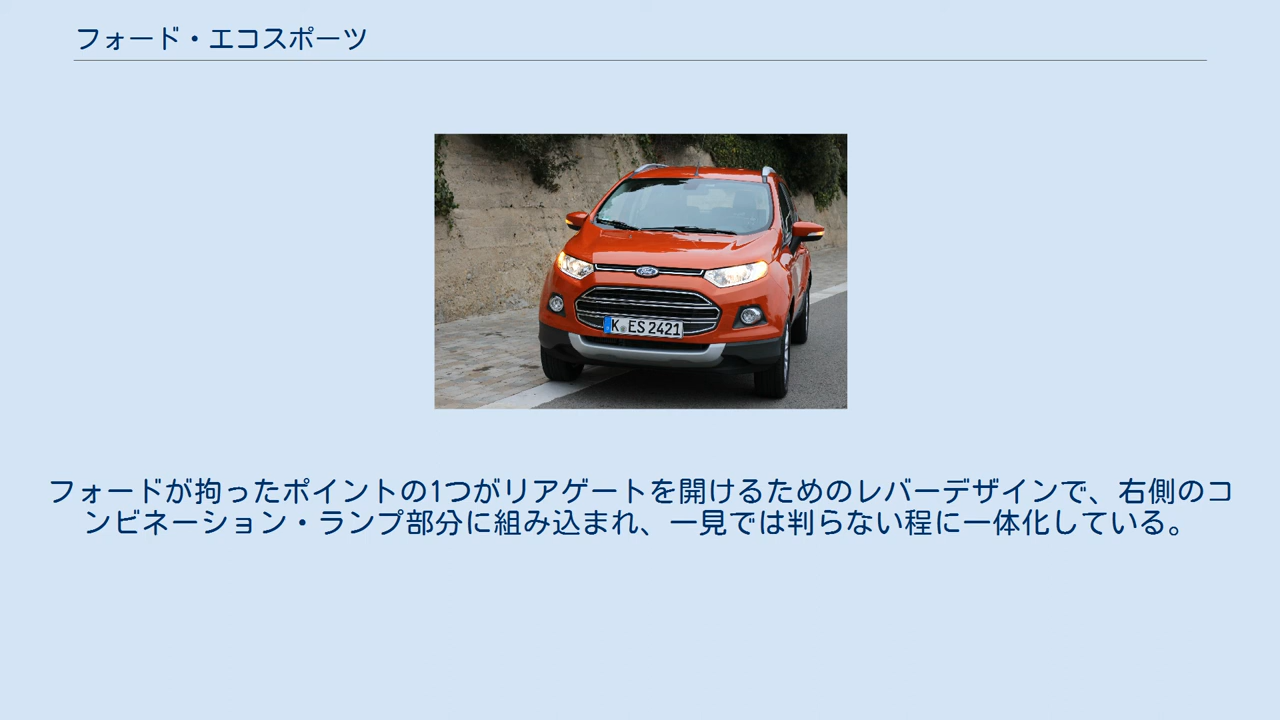 フォード・エコスポーツ
Ford
K ES 2421
フォードが拘ったポイントの1つがリアゲートを開けるためのレバーデザインで、右側のコ
ンビネーション・ランプ部分に組み込まれ、一見では判らない程に一体化している。